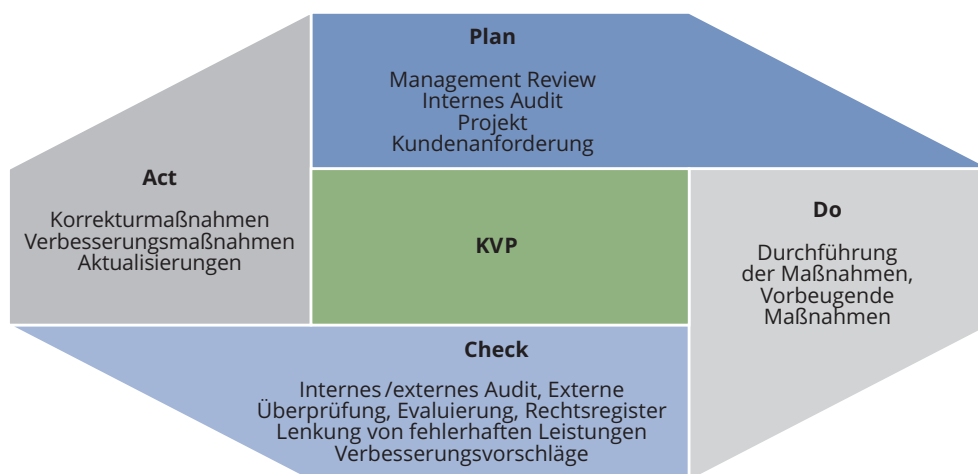 Plan
Management Review
Internes Audit
Projekt
Kundenanforderung
Act
Korrekturmaßnahmen
Verbesserungsmaßnahmen
Aktualisierungen
KVP
Do
Durchführung
der Maßnahmen,
Vorbeugende
Maßnahmen
Check
Internes/externes Audit, Externe
Überprüfung, Evaluierung, Rechtsregister
Lenkung von fehlerhaften Leistungen
Verbesserungsvorschläge